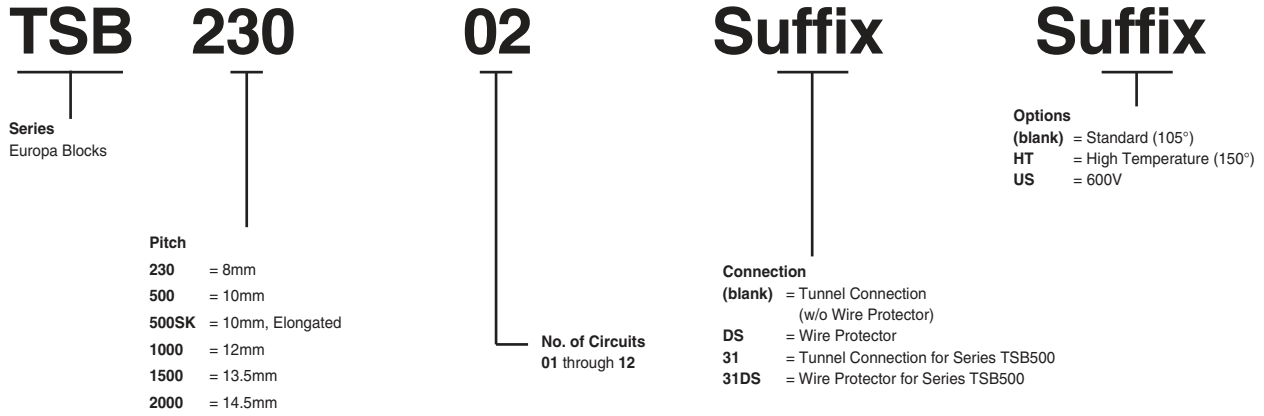 TSB 230 02 Suffix Suffix
Series
Europa Blocks
Pitch
230 = 8mm
500 = 10mm
500SK = 10mm, Elongated
1000 = 12mm
1500 = 13.5mm
2000 = 14.5mm
No. of Circuits
01 through 12
Connection
(blank) = Tunnel Connection
(w/o Wire Protector)
DS = Wire Protector
31 = Tunnel Connection for Series TSB500
31DS = Wire Protector for Series TSB500
Options
(blank) = Standard (105°)
HT = High Temperature (150°)
US = 600V